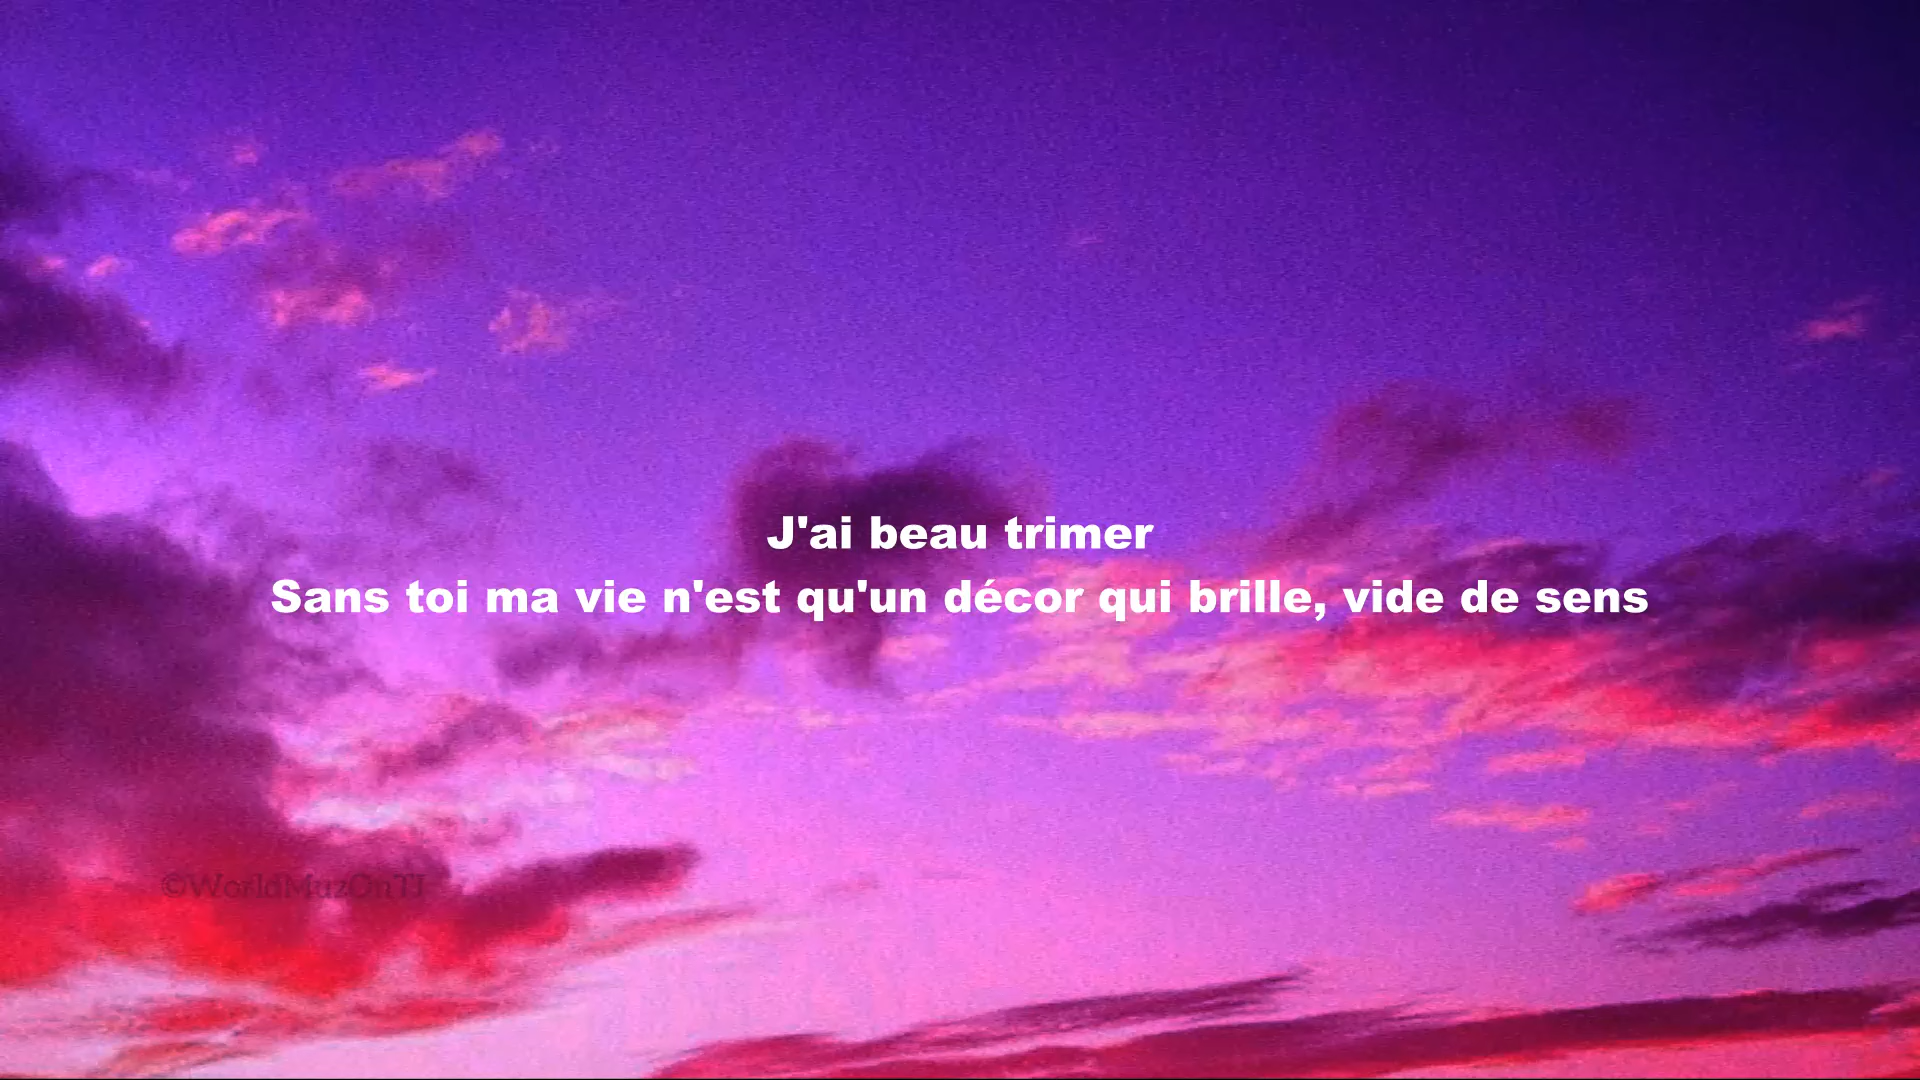 J'ai beau trimer
Sans toi ma vie n'est qu'un décor qui brille, vide de sens
©WorldMuzOnTJ